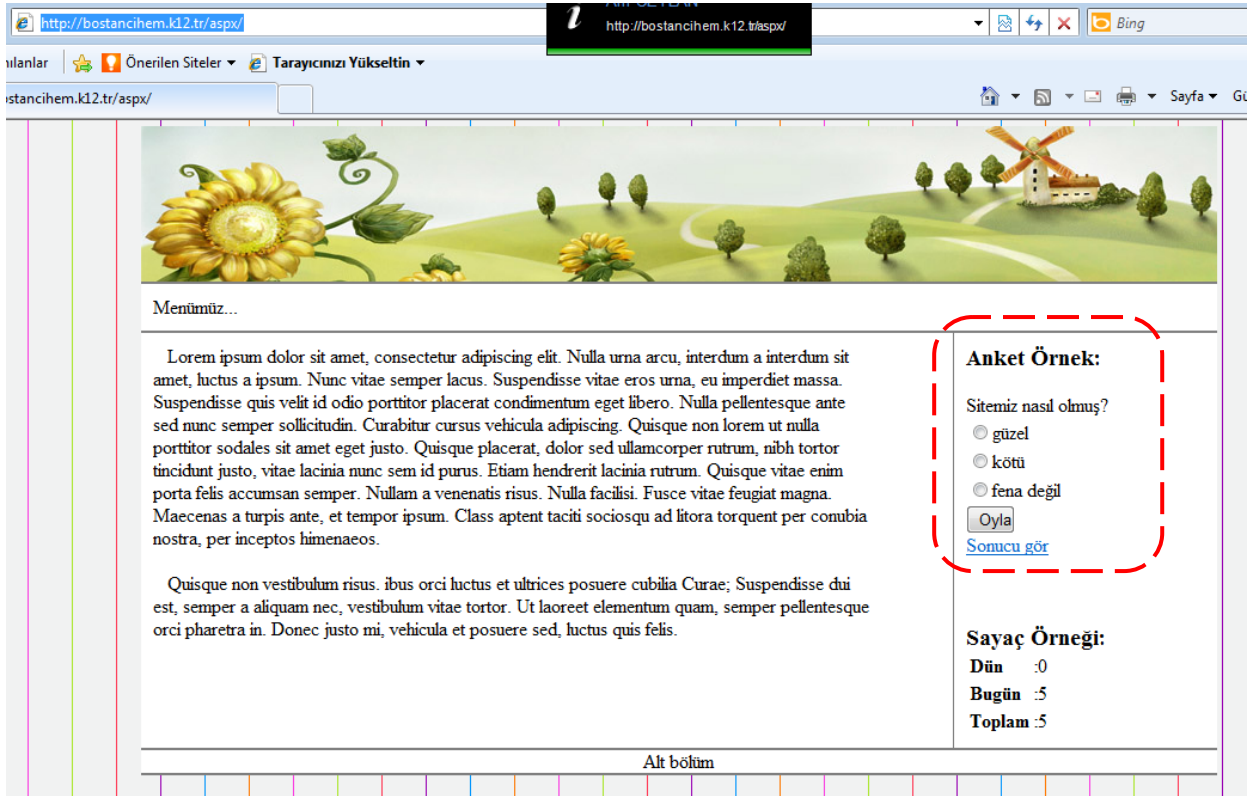 http://bostancihem.k12.tr/aspx/
http://bostancihem.k12.tr/aspx/
Bing
Önerilen Siteler
Tarayıcınızı Yükseltin
ostancihem.k12.tr/aspx/
Sayfa
Menümüz...
Lorem ipsum dolor sit amet, consectetur adipiscing elit. Nulla urna arcu, interdum a interdum sit
amet, luctus a ipsum. Nunc vitae semper lacus. Suspendisse vitae eros urna, eu imperdiet massa.
Suspendisse quis velit id odio porttitor placerat condimentum eget libero. Nulla pellentesque ante
sed nunc semper sollicitudin. Curabitur cursus vehicula adipiscing. Quisque non lorem ut nulla
porttitor sodales sit amet eget justo. Quisque placerat, dolor sed ullamcorper rutrum, nibh tortor
tincidunt justo, vitae lacinia nunc sem id purus. Etiam hendrerit lacinia rutrum. Quisque vitae enim
porta felis accumsan semper. Nullam a venenatis risus. Nulla facilisi. Fusce vitae feugiat magna.
Maecenas a turpis ante, et tempor ipsum. Class aptent taciti sociosqu ad litora torquent per conubia
nostra, per inceptos himenaeos.
Quisque non vestibulum risus. ibus orci luctus et ultrices posuere cubilia Curae; Suspendisse dui
est, semper a aliquam nec, vestibulum vitae tortor. Ut laoreet elementum quam, semper pellentesque
orci pharetra in. Donec justo mi, vehicula et posuere sed, luctus quis felis.
Anket Örnek:
Sitemiz nasıl olmuş?
güzel
kötü
fena değil
Oyla
Sonucu gör
Sayaç Örneği:
Dün :0
Bugün :5
Toplam :5
Alt bölüm